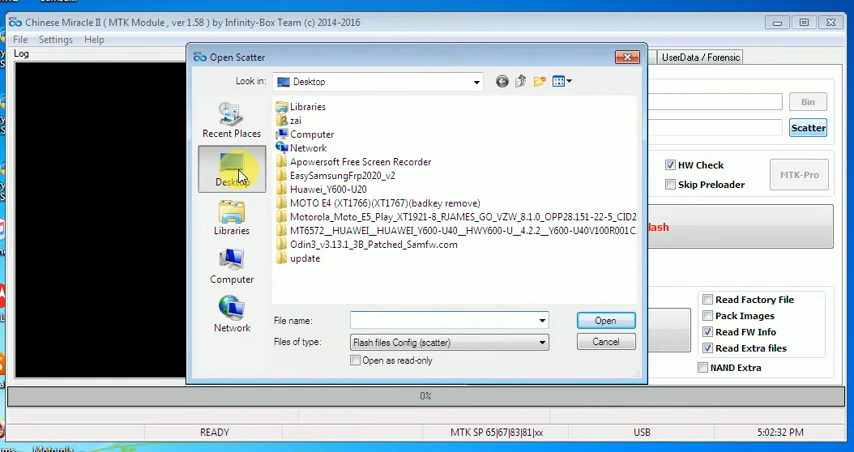 Chinese Miracle II ( MTK Module , ver 1.58 ) by Infinity-Box Team (c) 2014-2016
File Settings Help
Log
UserData / Forensic
Open Scatter
Look in: Desktop
Recent Places
Desktop
Libraries
Computer
Network
Libraries
zai
Computer
Network
Apowersoft Free Screen Recorder
EasySamsungFrp2020_v2
Huawei_Y600-U20
MOTO E4 (XT1766)(XT1767)(badkey remove)
Motorola_Moto_E5_Play_XT1921-8_RJAMES_GO_VZW_8.1.0_OPP28.151-22-5_CID2
MT6572__HUAWEI__HUAWEI_Y600-U40__HWY600-U__4.2.2__Y600-U40V100R001C
Odin3_v3.13.1_3B_Patched_Samfw.com
update
File name:
Open
Files of type: Flash files Config (scatter)
Cancel
Open as read-only
Bin
Scatter
HW Check
Skip Preloader
MTK-Pro
lash
Read Factory File
Pack Images
Read FW Info
Read Extra files
NAND Extra
0%
READY
MTK SP 65|67|83|81|xx
USB
5:02:32 PM
Motorola